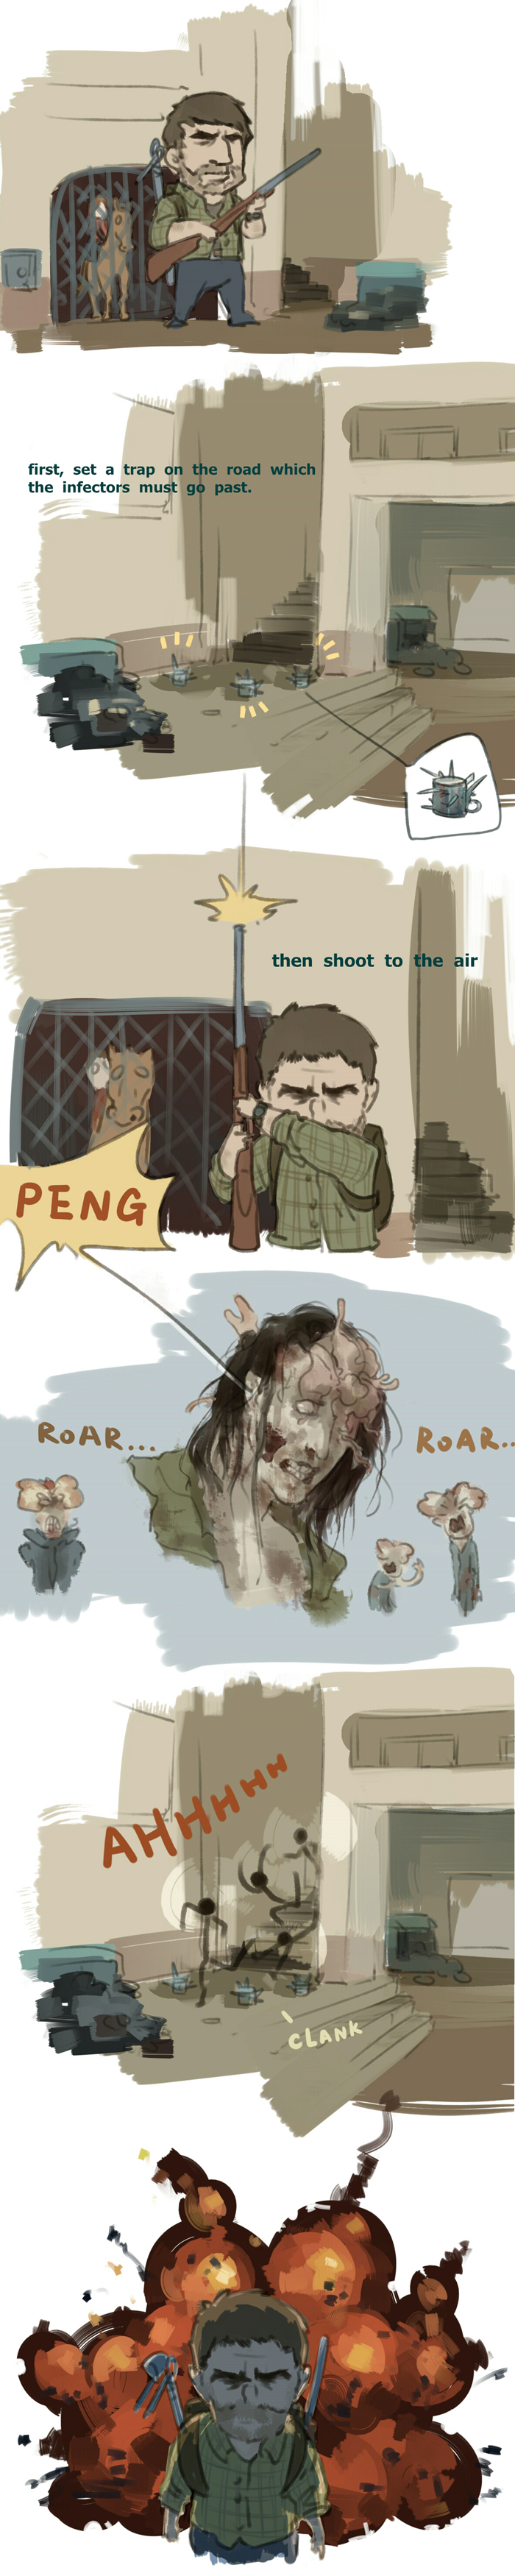 first, set a trap on the road which
the infectors must go past.
then shoot to the air
PENG
ROAR...
ROAR..
AHHHHHH
CLANK